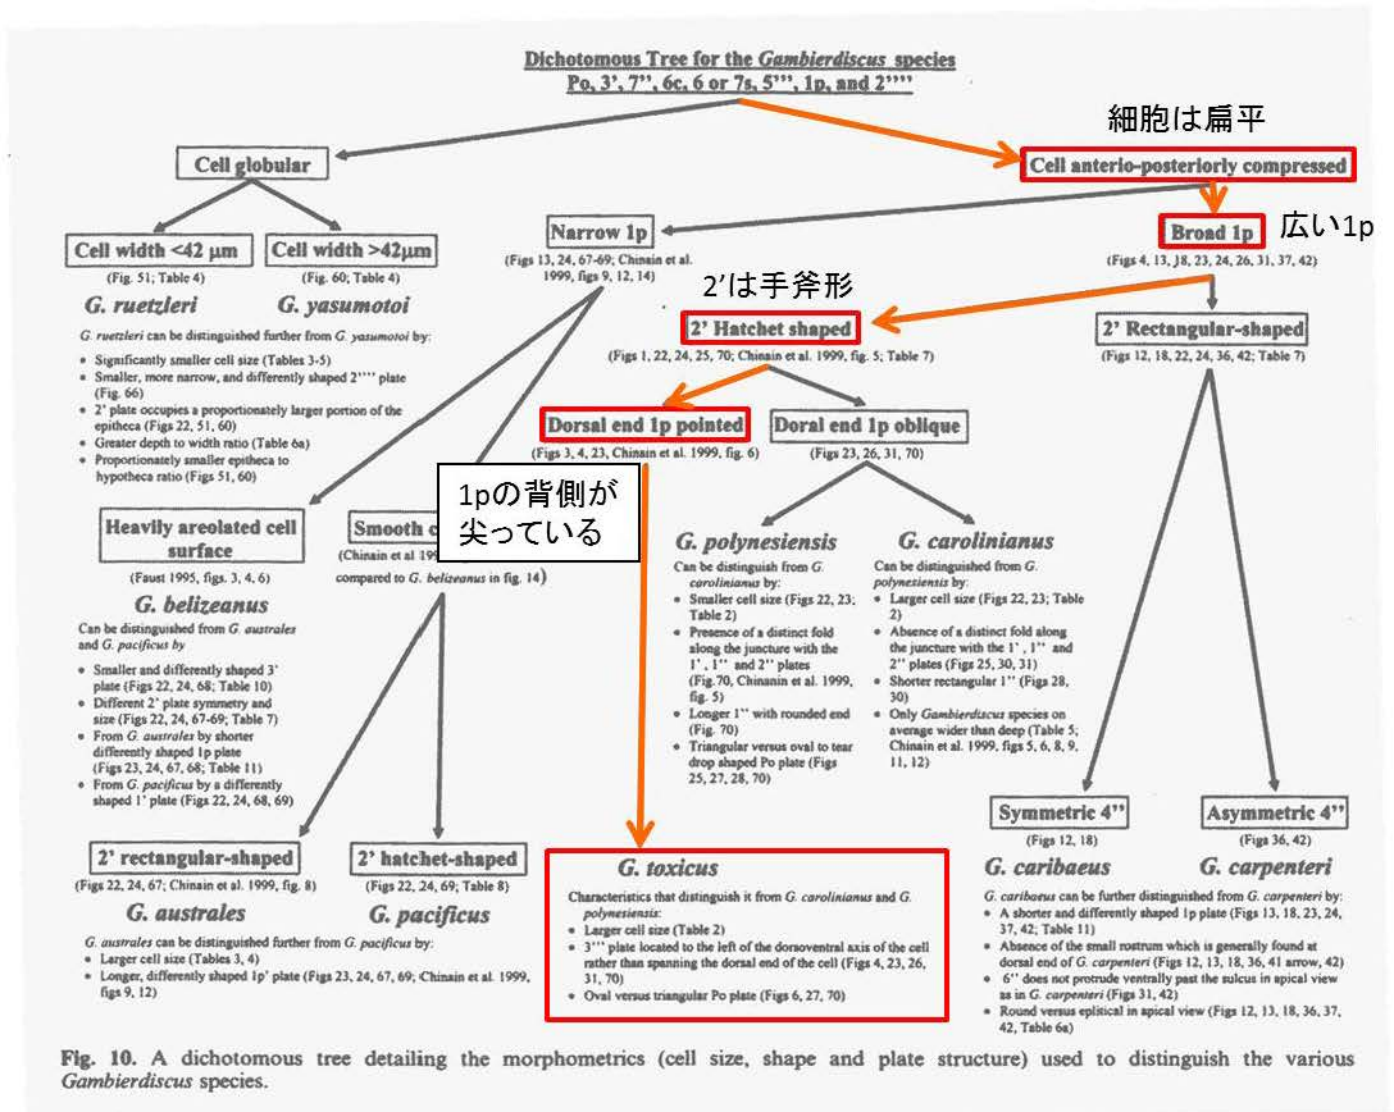 Dichotomous Tree for the Gambierdiscus species
Po, 3', 7'', 6c, 6 or 7s, 5''', 1p, and 2''''
細胞は扁平
Cell globular
Cell anterio-posteriorly compressed
Cell width <42 μm
Cell width >42μm
(Fig. 51; Table 4)
(Fig. 60; Table 4)
G. ruetzleri
G. yasumotoi
G. ruetzleri can be distinguished further from G. yasumotoi by:
• Significantly smaller cell size (Tables 3-5)
• Smaller, more narrow, and differently shaped 2'''' plate
(Fig. 66)
• 2' plate occupies a proportionately larger portion of the
epitheca (Figs 22, 51, 60)
• Greater depth to width ratio (Table 6a)
• Proportionately smaller epitheca to
hypotheca ratio (Figs 51, 60)
Narrow 1p
(Figs 13, 24, 67-69; Chinain et al.
1999, figs 9, 12, 14)
Broad 1p
広い1p
(Figs 4, 13, 18, 23, 24, 26, 31, 37, 42)
2'は手斧形
2' Hatchet shaped
(Figs 1, 22, 24, 25, 70; Chinain et al. 1999, fig. 5; Table 7)
2' Rectangular-shaped
(Figs 12, 18, 22, 24, 36, 42; Table 7)
Dorsal end 1p pointed
(Figs 3, 4, 23, Chinain et al. 1999, fig. 6)
Doral end 1p oblique
(Figs 23, 26, 31, 70)
1pの背側が
尖っている
Heavily areolated cell
surface
(Faust 1995, figs. 3, 4, 6)
G. belizeanus
Can be distinguished from G. australes
and G. pacificus by
• Smaller and differently shaped 3'
plate (Figs 22, 24, 68; Table 10)
• Different 2' plate symmetry and
size (Figs 22, 24, 67-69; Table 7)
• From G. australes by shorter
differently shaped 1p plate
(Figs 23, 24, 67, 68; Table 11)
• From G. pacificus by a differently
shaped 1' plate (Figs 22, 24, 68, 69)
Smooth c
(Chinain et al 199
compared to G. belizeanus in fig. 14)
G. polynesiensis
Can be distinguish from G.
carolinianus by:
• Smaller cell size (Figs 22, 23;
Table 2)
• Presence of a distinct fold
along the juncture with the
1', 1'' and 2'' plates
(Fig.70, Chinanin et al. 1999,
fig. 5)
• Longer 1'' with rounded end
(Fig. 70)
• Triangular versus oval to tear
drop shaped Po plate (Figs
25, 27, 28, 70)
G. carolinianus
Can be distinguished from G.
polynesiensis by:
• Larger cell size (Figs 22, 23; Table
2)
• Absence of a distinct fold along
the juncture with the 1', 1'' and
2'' plates (Figs 25, 30, 31)
• Shorter rectangular 1'' (Figs 28,
30)
• Only Gambierdiscus species on
average wider than deep (Table 5;
Chinain et al. 1999, figs 5, 6, 8, 9,
11, 12)
2' rectangular-shaped
(Figs 22, 24, 67; Chinain et al. 1999, fig. 8)
G. australes
2' hatchet-shaped
(Figs 22, 24, 69; Table 8)
G. pacificus
G. australes can be distinguished further from G. pacificus by:
• Larger cell size (Tables 3, 4)
• Longer, differently shaped 1p' plate (Figs 23, 24, 67, 69; Chinain et al. 1999,
figs 9, 12)
G. toxicus
Characteristics that distinguish it from G. carolinianus and G.
polynesiensis:
• Larger cell size (Table 2)
• 3''' plate located to the left of the dorsoventral axis of the cell
rather than spanning the dorsal end of the cell (Figs 4, 23, 26,
31, 70)
• Oval versus triangular Po plate (Figs 6, 27, 70)
Symmetric 4''
(Figs 12, 18)
G. caribaeus
Asymmetric 4''
(Figs 36, 42)
G. carpenteri
G. caribaeus can be further distinguished from G. carpenteri by:
• A shorter and differently shaped 1p plate (Figs 13, 18, 23, 24,
37, 42; Table 11)
• Absence of the small rostrum which is generally found at
dorsal end of G. carpenteri (Figs 12, 13, 18, 36, 41 arrow, 42)
• 6'' does not protrude ventrally past the sulcus in apical view
as in G. carpenteri (Figs 31, 42)
• Round versus eplitical in apical view (Figs 12, 13, 18, 36, 37,
42, Table 6a)
Fig. 10. A dichotomous tree detailing the morphometrics (cell size, shape and plate structure) used to distinguish the various
Gambierdiscus species.